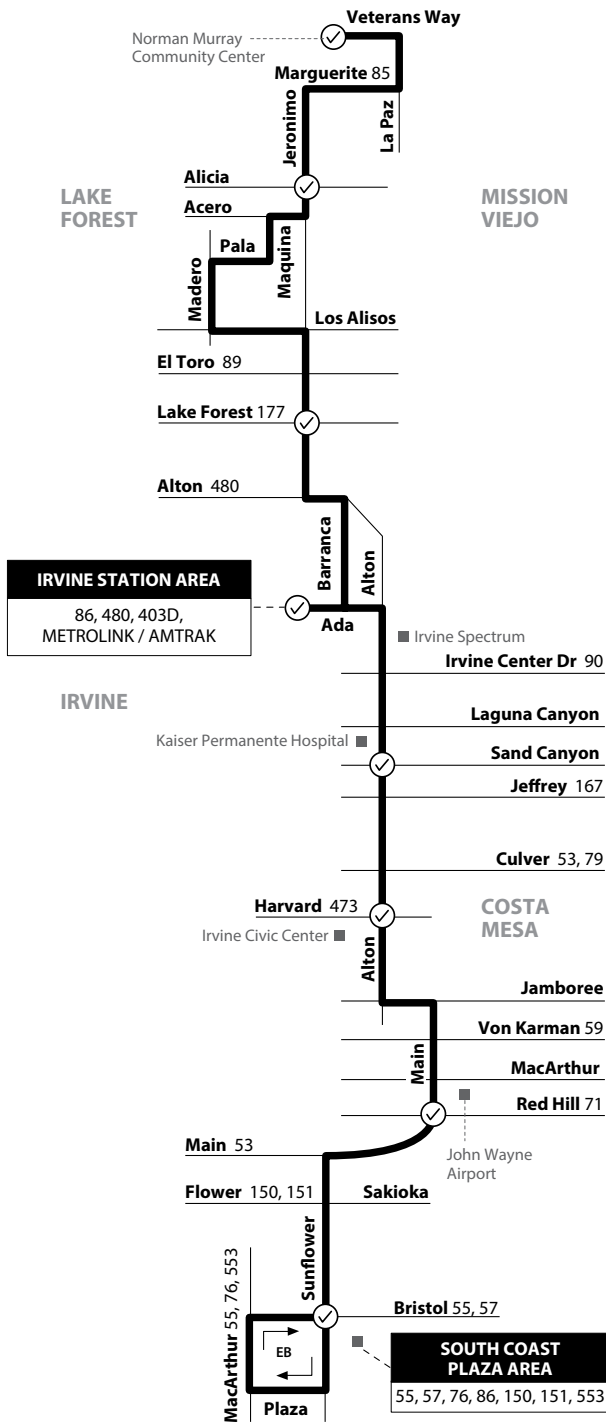 Veterans Way
Norman Murray
Community Center
Marguerite 85
Jeronimo
La Paz
Alicia
LAKE
FOREST
MISSION
VIEJO
Acero
Pala
Maquina
Madero
Los Alisos
El Toro 89
Lake Forest 177
Alton 480
Barranca
Alton
IRVINE STATION AREA
86, 480, 403D,
METROLINK / AMTRAK
Ada
Irvine Spectrum
Irvine Center Dr 90
IRVINE
Laguna Canyon
Kaiser Permanente Hospital
Sand Canyon
Jeffrey 167
Culver 53, 79
Harvard 473
COSTA
MESA
Irvine Civic Center
Alton
Jamboree
Von Karman 59
Main
MacArthur
Red Hill 71
Main 53
John Wayne
Airport
Flower 150, 151
Sakioka
Sunflower
MacArthur 55, 76, 553
Bristol 55, 57
EB
SOUTH COAST
PLAZA AREA
55, 57, 76, 86, 150, 151, 553
Plaza